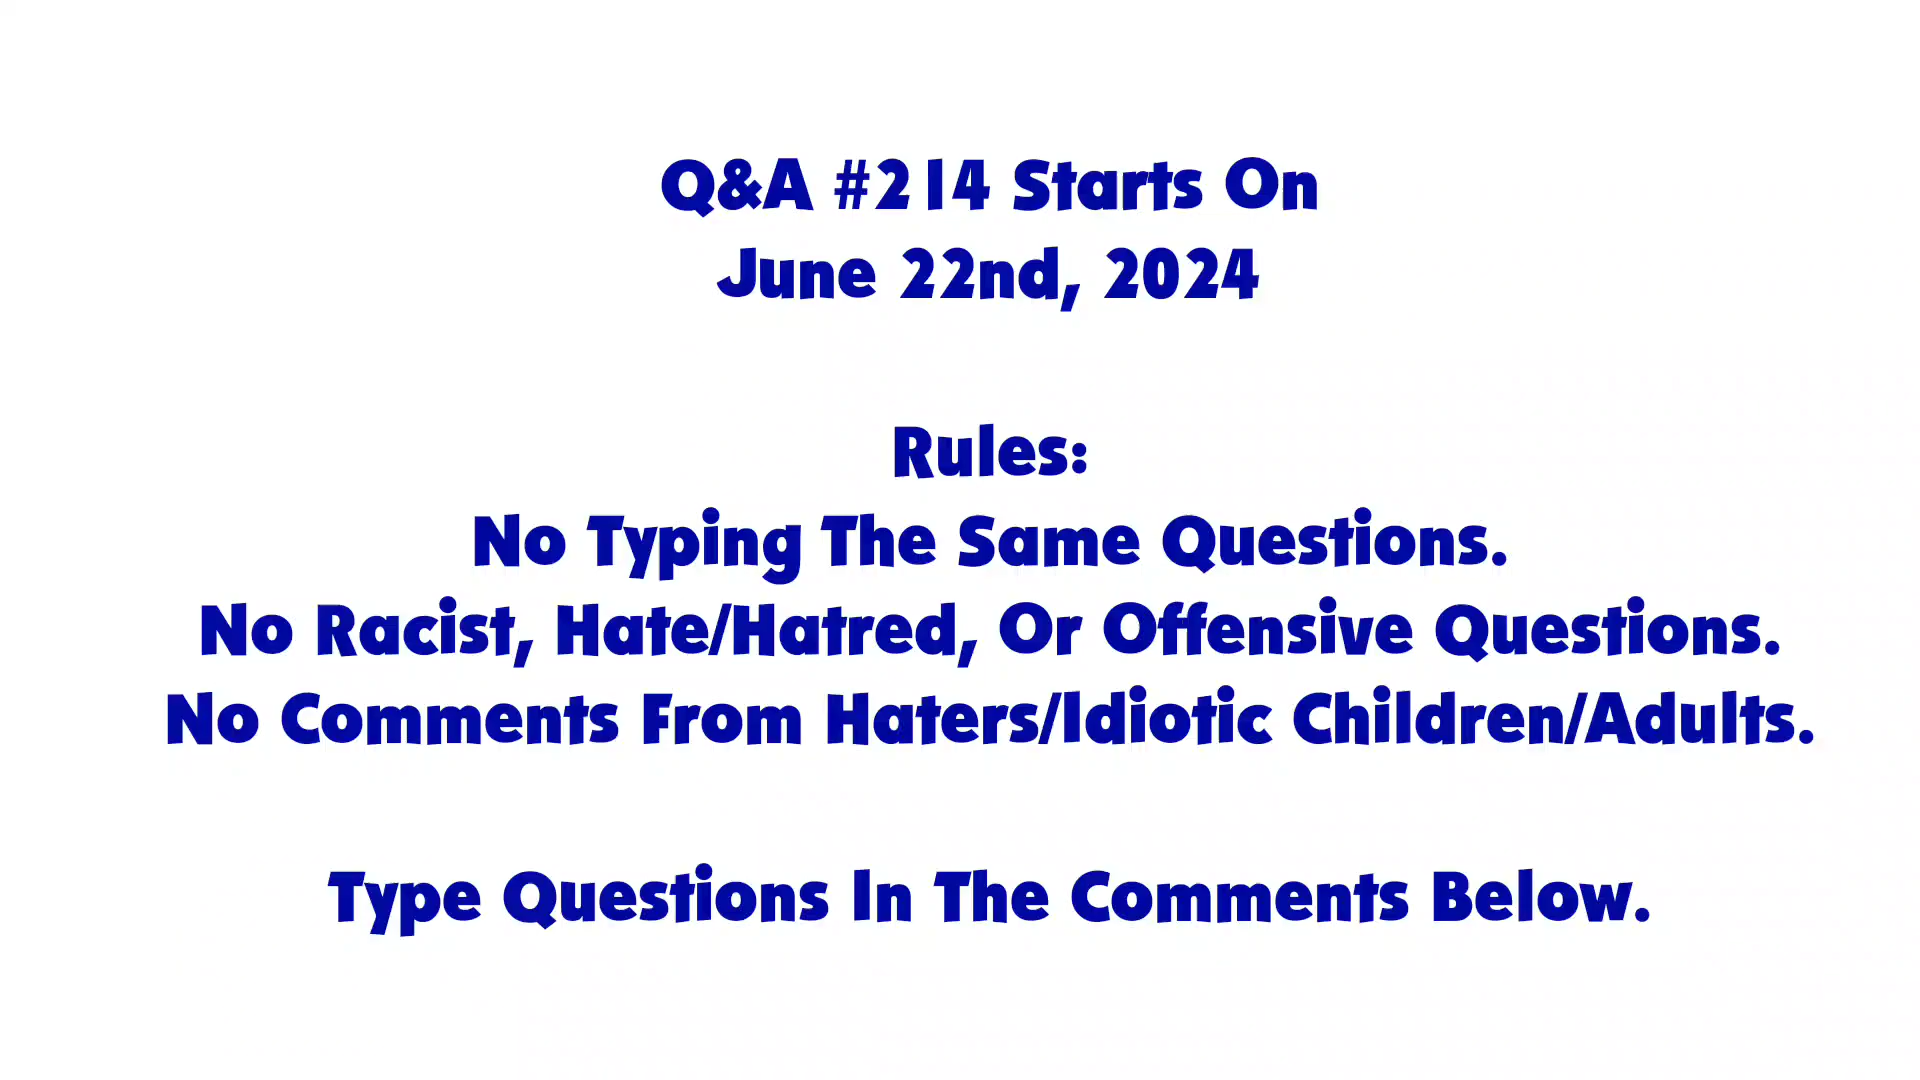 Q&A #214 Starts On
June 22nd, 2024
Rules:
No Typing The Same Questions.
No Racist, Hate/Hatred, Or Offensive Questions.
No Comments From Haters/Idiotic Children/Adults.
Type Questions In The Comments Below.